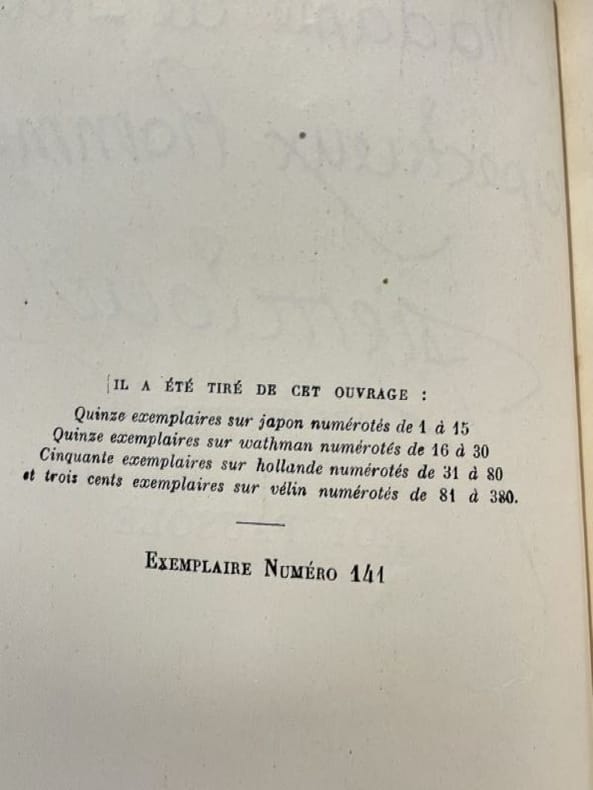 IL A ÉTÉ TIRÉ DE CET OUVRAGE :
Quinze exemplaires sur japon numérotés de 1 à 15
Quinze exemplaires sur wathman numérotés de 16 à 30
Cinquante exemplaires sur hollande numérotés de 31 à 80
et trois cents exemplaires sur vélin numérotés de 81 à 380.
EXEMPLAIRE NUMÉRO 141